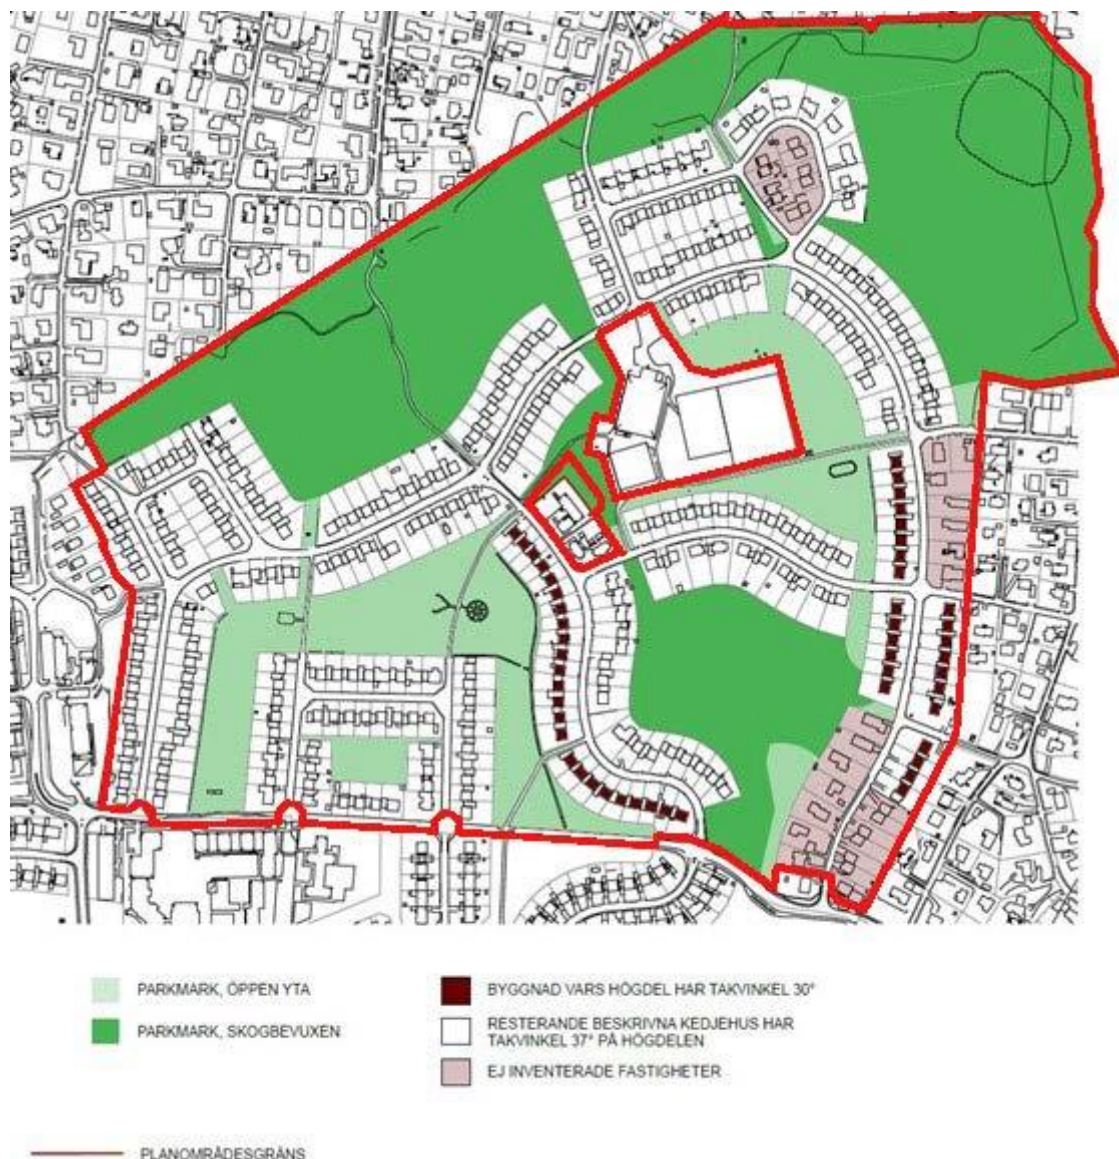 PARKMARK, ÖPPEN YTA
PARKMARK, SKOGBEVUXEN
BYGGNAD VARS HÖGDEL HAR TAKVINKEL 30°
RESTERANDE BESKRIVNA KEDJEHUS HAR
TAKVINKEL 37° PÅ HÖGDELEN
EJ INVENTERADE FASTIGHETER
PLANOMRÅDESGRÄNS